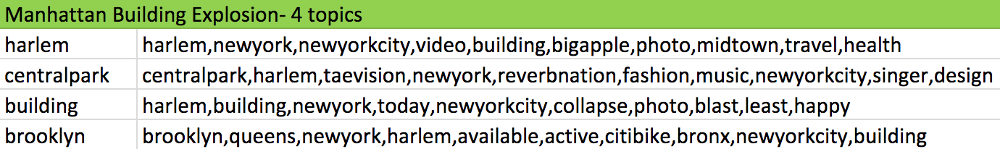 Manhattan Building Explosion- 4 topics
harlem harlem,newyork,newyorkcity,video,building,bigapple,photo,midtown,travel,health
centralpark centralpark,harlem,taevision,newyork,reverbnation,fashion,music,newyorkcity,singer,design
building harlem,building,newyork,today,newyorkcity,collapse,photo,blast,least,happy
brooklyn brooklyn,queens,newyork,harlem,available,active,citibike,bronx,newyorkcity,building